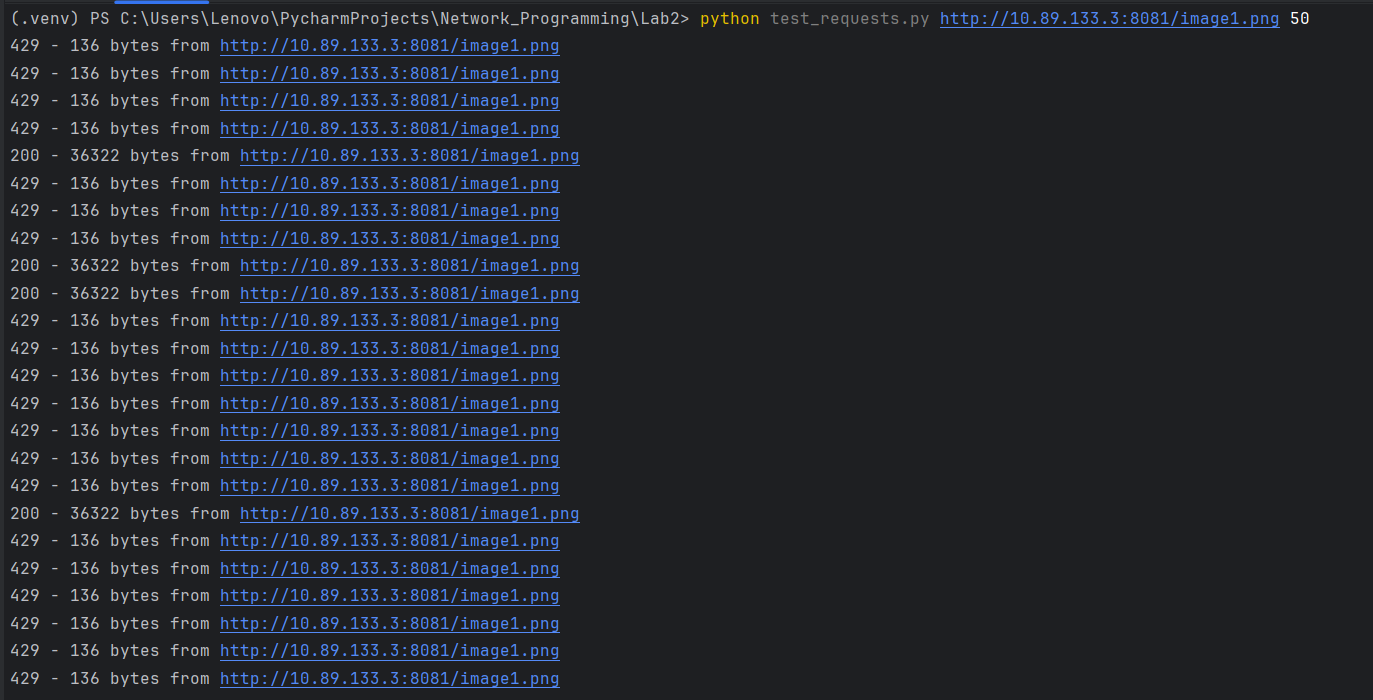 (.venv) PS C:\Users\Lenovo\PycharmProjects\Network_Programming\Lab2> python test_requests.py http://10.89.133.3:8081/image1.png 50
429 - 136 bytes from http://10.89.133.3:8081/image1.png
429 - 136 bytes from http://10.89.133.3:8081/image1.png
429 - 136 bytes from http://10.89.133.3:8081/image1.png
429 - 136 bytes from http://10.89.133.3:8081/image1.png
200 - 36322 bytes from http://10.89.133.3:8081/image1.png
429 - 136 bytes from http://10.89.133.3:8081/image1.png
429 - 136 bytes from http://10.89.133.3:8081/image1.png
429 - 136 bytes from http://10.89.133.3:8081/image1.png
200 - 36322 bytes from http://10.89.133.3:8081/image1.png
200 - 36322 bytes from http://10.89.133.3:8081/image1.png
429 - 136 bytes from http://10.89.133.3:8081/image1.png
429 - 136 bytes from http://10.89.133.3:8081/image1.png
429 - 136 bytes from http://10.89.133.3:8081/image1.png
429 - 136 bytes from http://10.89.133.3:8081/image1.png
429 - 136 bytes from http://10.89.133.3:8081/image1.png
429 - 136 bytes from http://10.89.133.3:8081/image1.png
429 - 136 bytes from http://10.89.133.3:8081/image1.png
200 - 36322 bytes from http://10.89.133.3:8081/image1.png
429 - 136 bytes from http://10.89.133.3:8081/image1.png
429 - 136 bytes from http://10.89.133.3:8081/image1.png
429 - 136 bytes from http://10.89.133.3:8081/image1.png
429 - 136 bytes from http://10.89.133.3:8081/image1.png
429 - 136 bytes from http://10.89.133.3:8081/image1.png
429 - 136 bytes from http://10.89.133.3:8081/image1.png